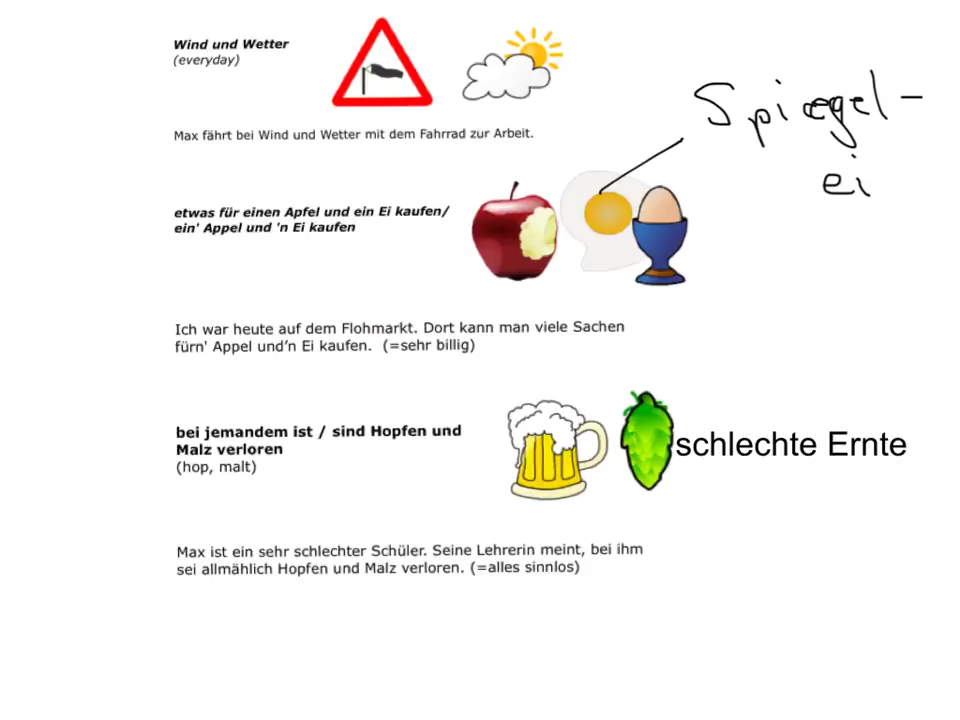 Wind und Wetter
(everyday)
Max fährt bei Wind und Wetter mit dem Fahrrad zur Arbeit.
Spiegel-
ei
etwas für einen Apfel und ein Ei kaufen/
ein' Appel und 'n Ei kaufen
Ich war heute auf dem Flohmarkt. Dort kann man viele Sachen
fürn' Appel und’n Ei kaufen. (=sehr billig)
bei jemandem ist / sind Hopfen und
Malz verloren
(hop, malt)
schlechte Ernte
Max ist ein sehr schlechter Schüler. Seine Lehrerin meint, bei ihm
sei allmählich Hopfen und Malz verloren. (=alles sinnlos)